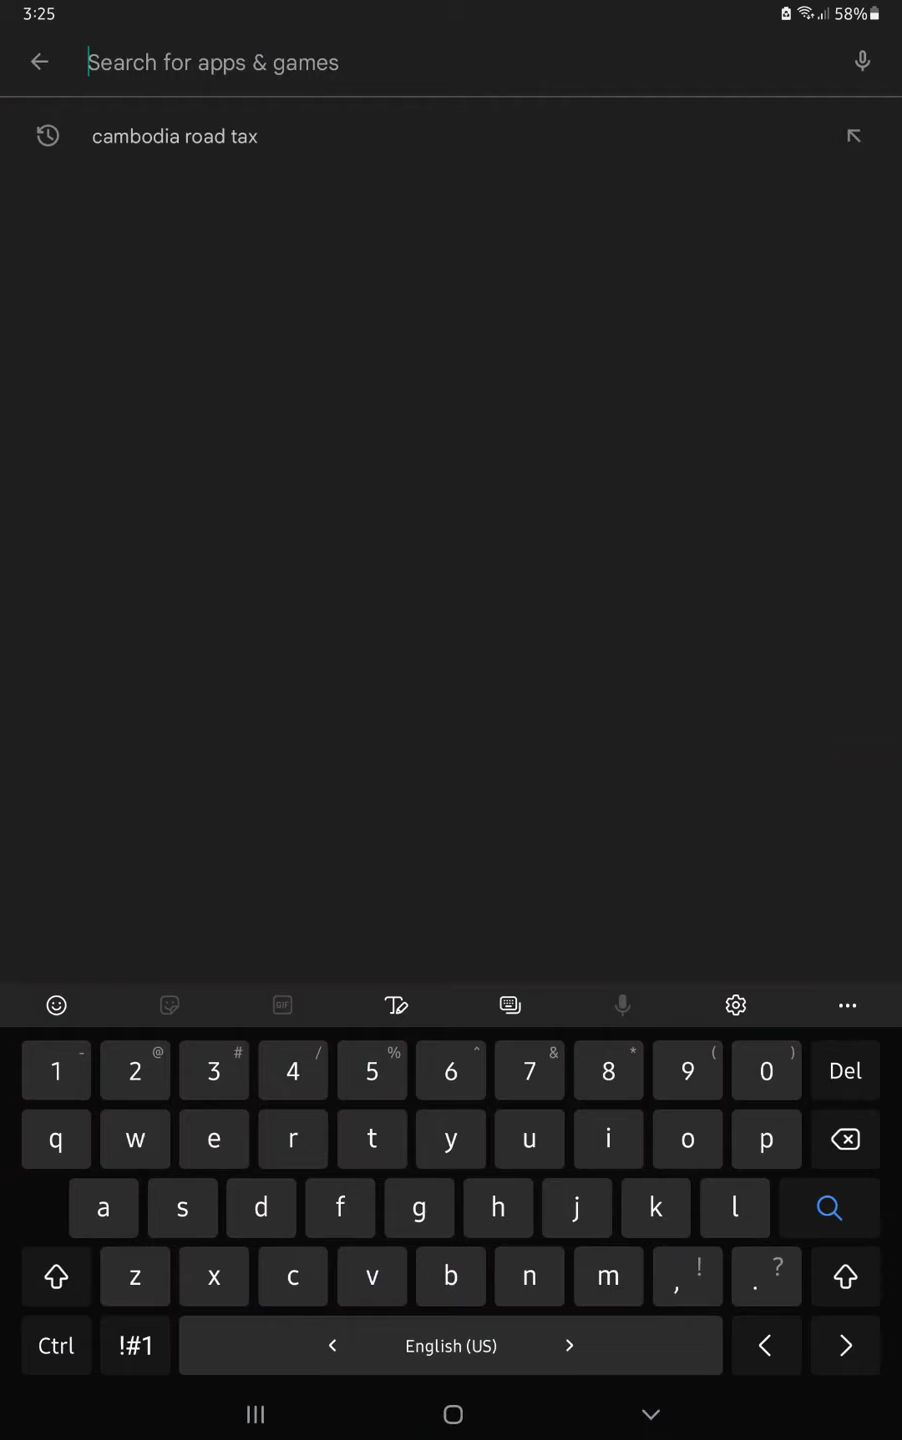 3:25 58%
Search for apps & games
cambodia road tax
GIF
- @ # / % ^ & * ( )
1 2 3 4 5 6 7 8 9 0 Del
q w e r t y u i o p
a s d f g h j k l
z x c v b n m , ! . ?
Ctrl !#1 < English (US) > < >